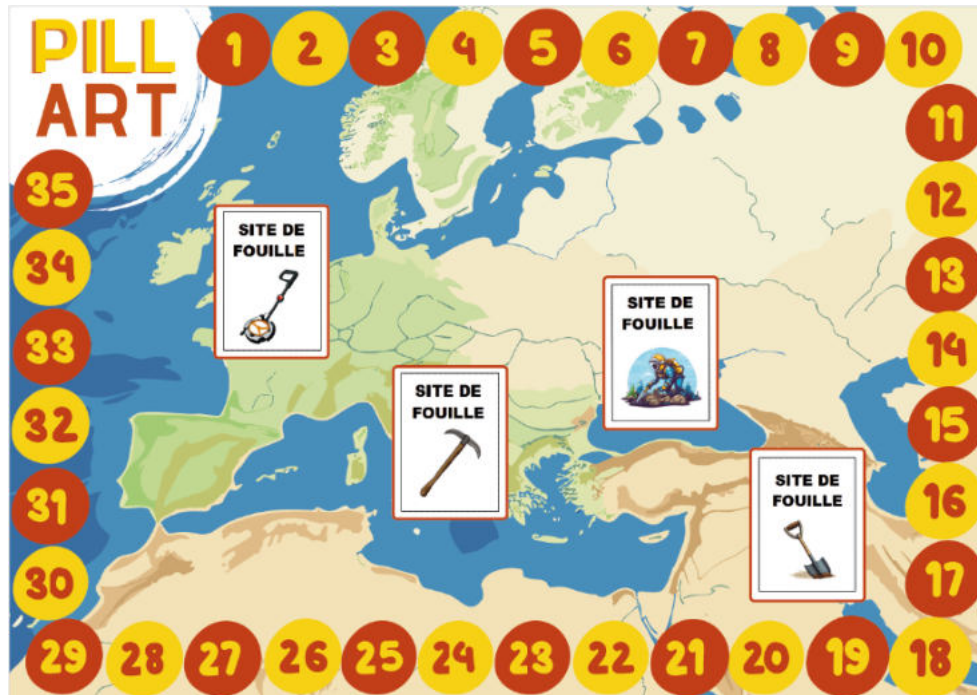 PILL
ART
1 2 3 4 5 6 7 8 9 10
11
12
13
14
15
16
17
18
19
20
21
22
23
24
25
26
27
28
29
30
31
32
33
34
35
SITE DE
FOUILLE
SITE DE
FOUILLE
SITE DE
FOUILLE
SITE DE
FOUILLE